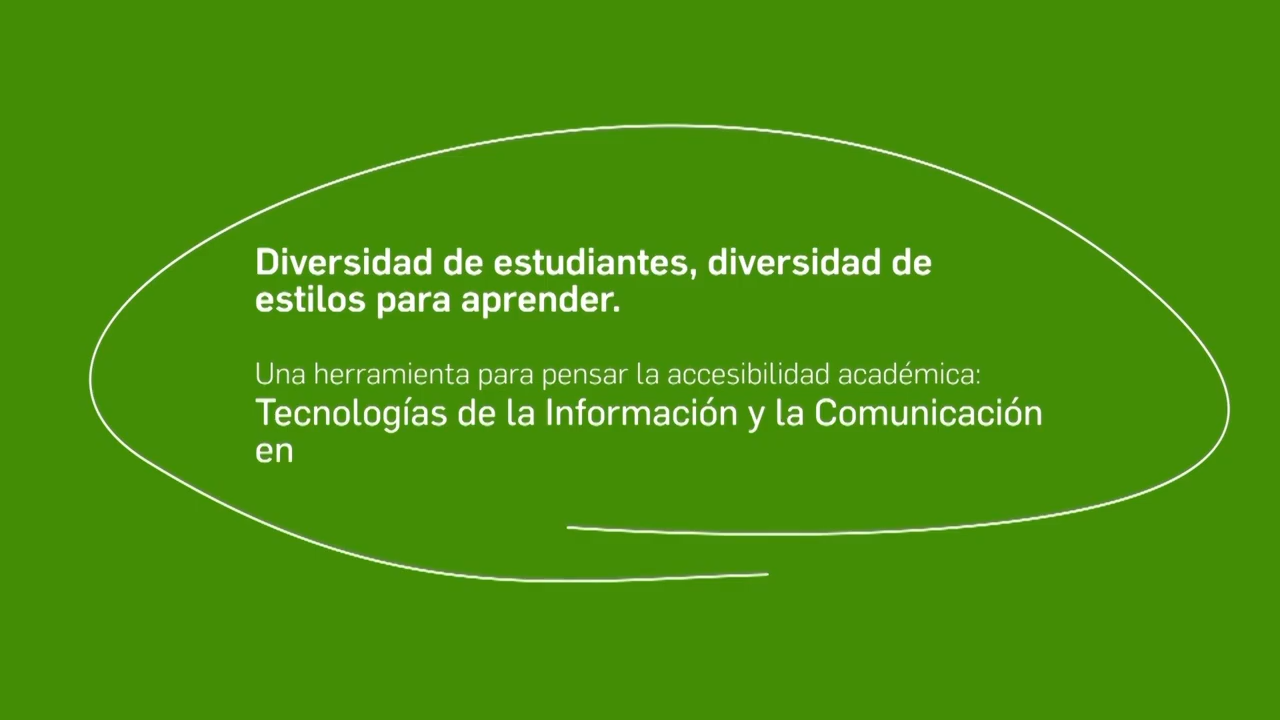 Diversidad de estudiantes, diversidad de
estilos para aprender.
Una herramienta para pensar la accesibilidad académica:
Tecnologías de la Información y la Comunicación
en